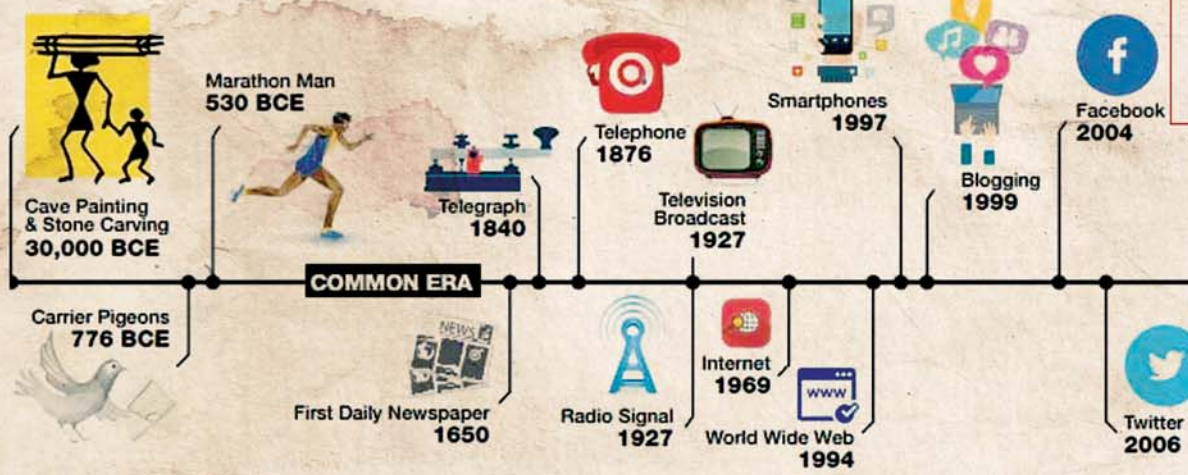 Cave Painting
& Stone Carving
30,000 BCE
Carrier Pigeons
776 BCE
Marathon Man
530 BCE
COMMON ERA
First Daily Newspaper
1650
NEWS
Telegraph
1840
Telephone
1876
Television
Broadcast
1927
Radio Signal
1927
Internet
1969
World Wide Web
1994
www
Smartphones
1997
Blogging
1999
f
Facebook
2004
Twitter
2006